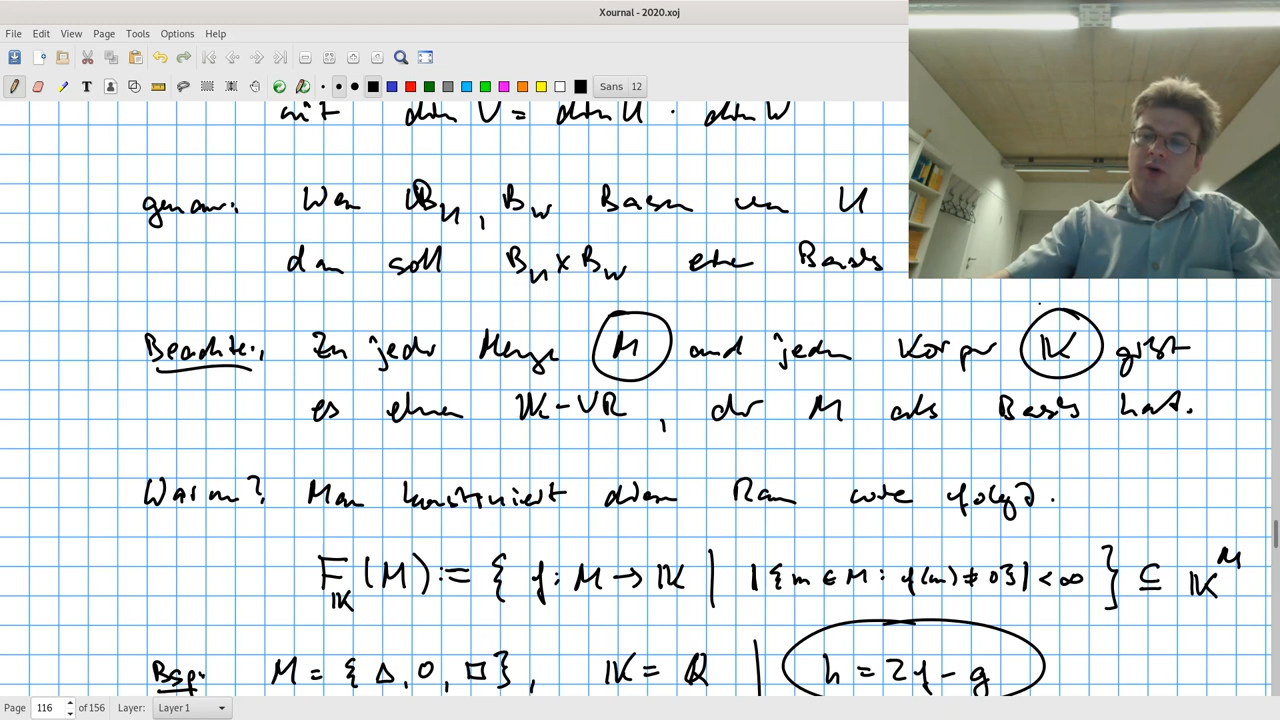 Xournal - 2020.xoj
File Edit View Page Tools Options Help
Sans 12
mit dim V = dim U · dim W
genauer: Wenn B_U, B_W Basen von U
dann soll B_U × B_W eine Basis
Beachte: Zu jeder Menge M und jedem Körper 𝕂 gibt
es einen 𝕂-VR, der M als Basis hat.
Warum? Man konstruiert diesen Raum wie folgt.
F_𝕂(M) := { f: M → 𝕂 | |{m ∈ M: f(m) ≠ 0}| < ∞ } ⊆ 𝕂^M
Bsp: M = {Δ, O, □}, 𝕂 = ℚ | h = 2f - g
Page 116 of 156 Layer: Layer 1